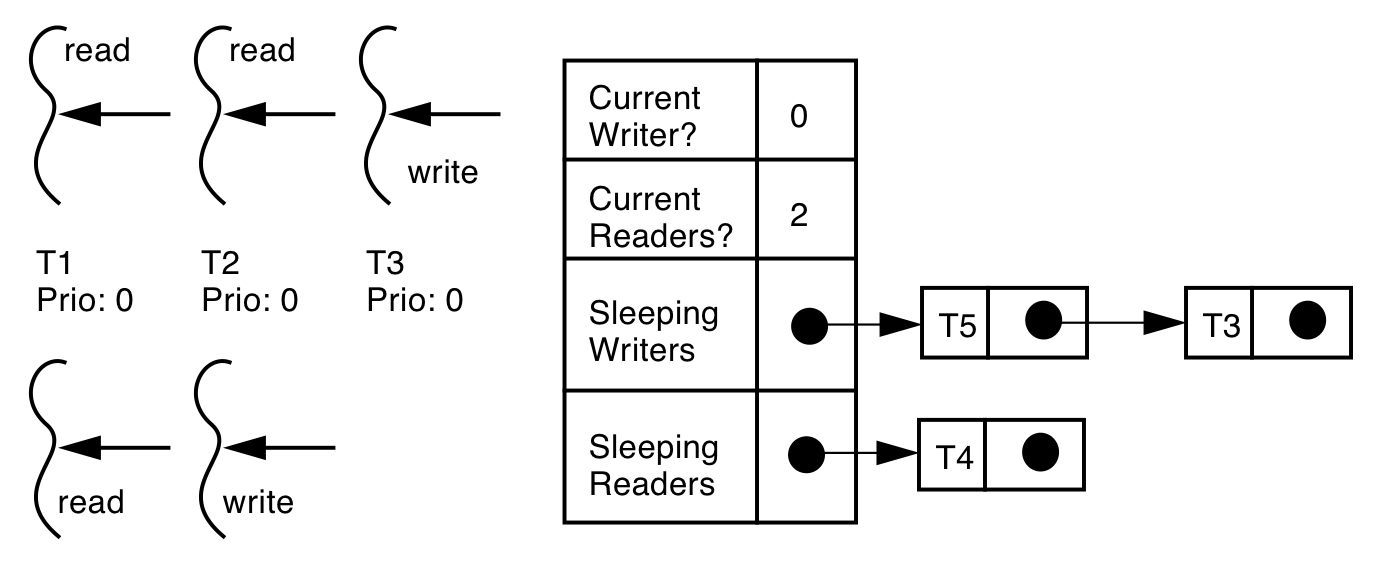 read
read
write
T1
Prio: 0
T2
Prio: 0
T3
Prio: 0
read
write
Current
Writer?
0
Current
Readers?
2
Sleeping
Writers
T5
T3
Sleeping
Readers
T4